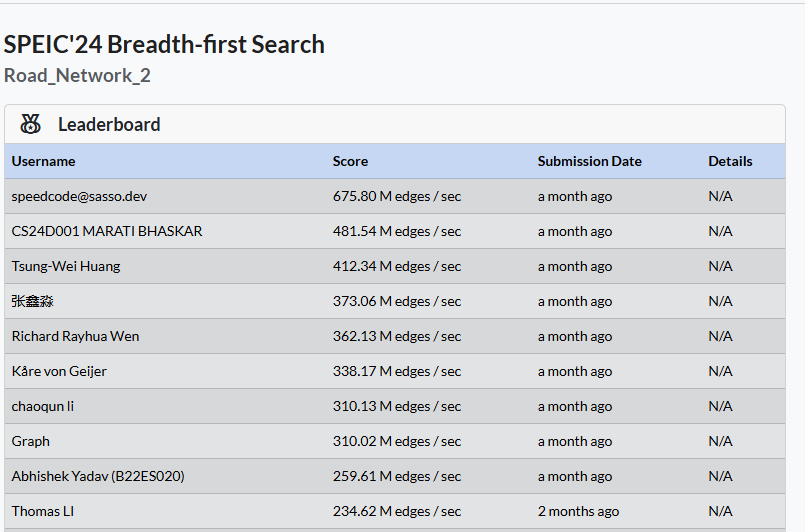 SPEIC'24 Breadth-first Search
Road_Network_2
Leaderboard
Username Score Submission Date Details
speedcode@sasso.dev 675.80 M edges / sec a month ago N/A
CS24D001 MARATI BHASKAR 481.54 M edges / sec a month ago N/A
Tsung-Wei Huang 412.34 M edges / sec a month ago N/A
张鑫淼 373.06 M edges / sec a month ago N/A
Richard Rayhua Wen 362.13 M edges / sec a month ago N/A
Kåre von Geijer 338.17 M edges / sec a month ago N/A
chaoqun li 310.13 M edges / sec a month ago N/A
Graph 310.02 M edges / sec a month ago N/A
Abhishek Yadav (B22ES020) 259.61 M edges / sec a month ago N/A
Thomas LI 234.62 M edges / sec 2 months ago N/A